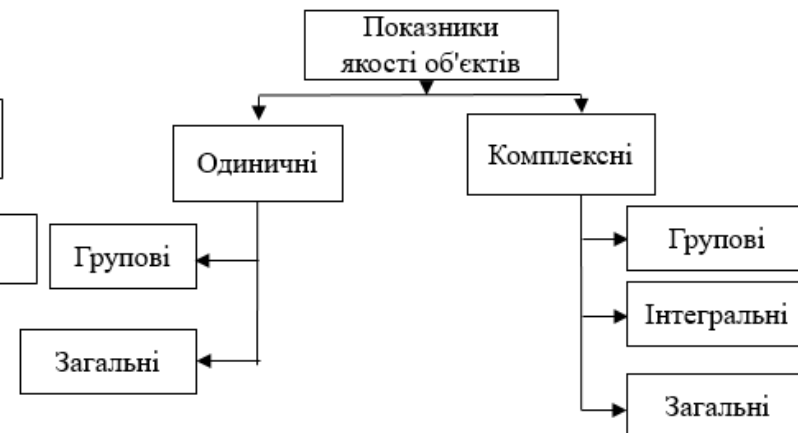 Показники
якості об'єктів
Одиничні
Комплексні
Групові
Групові
Інтегральні
Загальні
Загальні